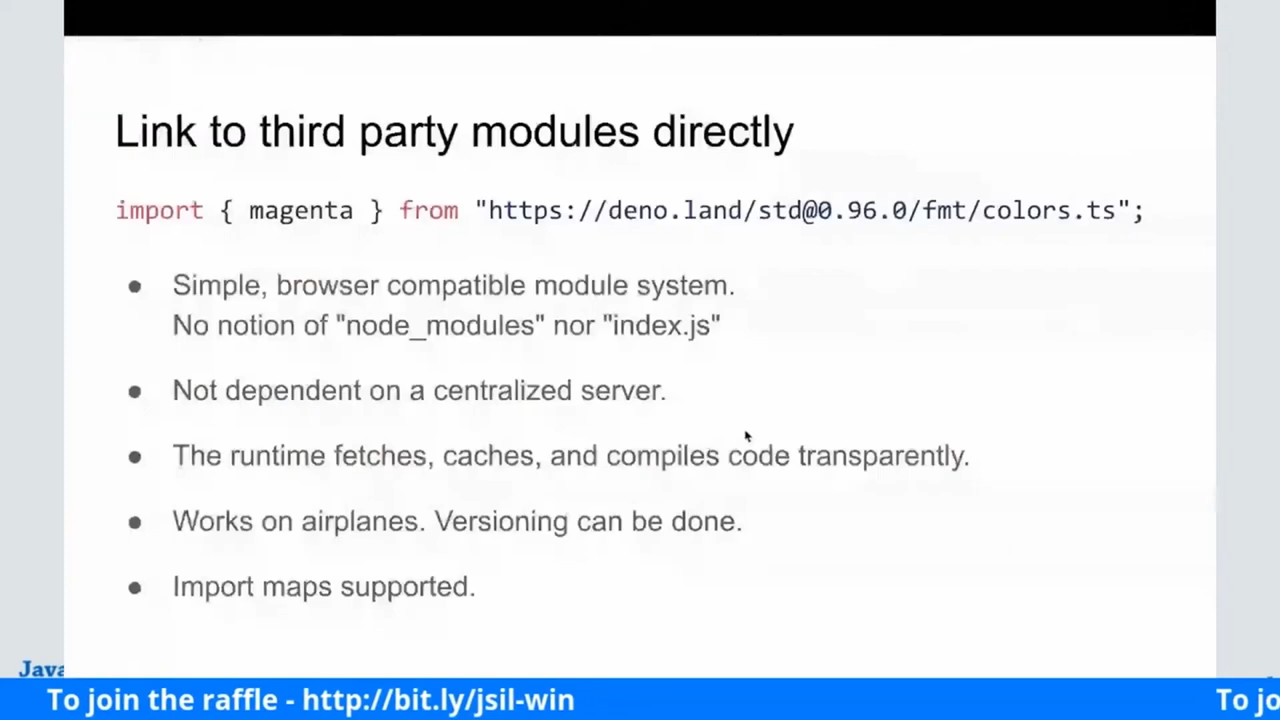 Link to third party modules directly
import { magenta } from "https://deno.land/std@0.96.0/fmt/colors.ts";
● Simple, browser compatible module system.
No notion of "node_modules" nor "index.js"
● Not dependent on a centralized server.
● The runtime fetches, caches, and compiles code transparently.
● Works on airplanes. Versioning can be done.
● Import maps supported.
Java
To join the raffle - http://bit.ly/jsil-win
To jo